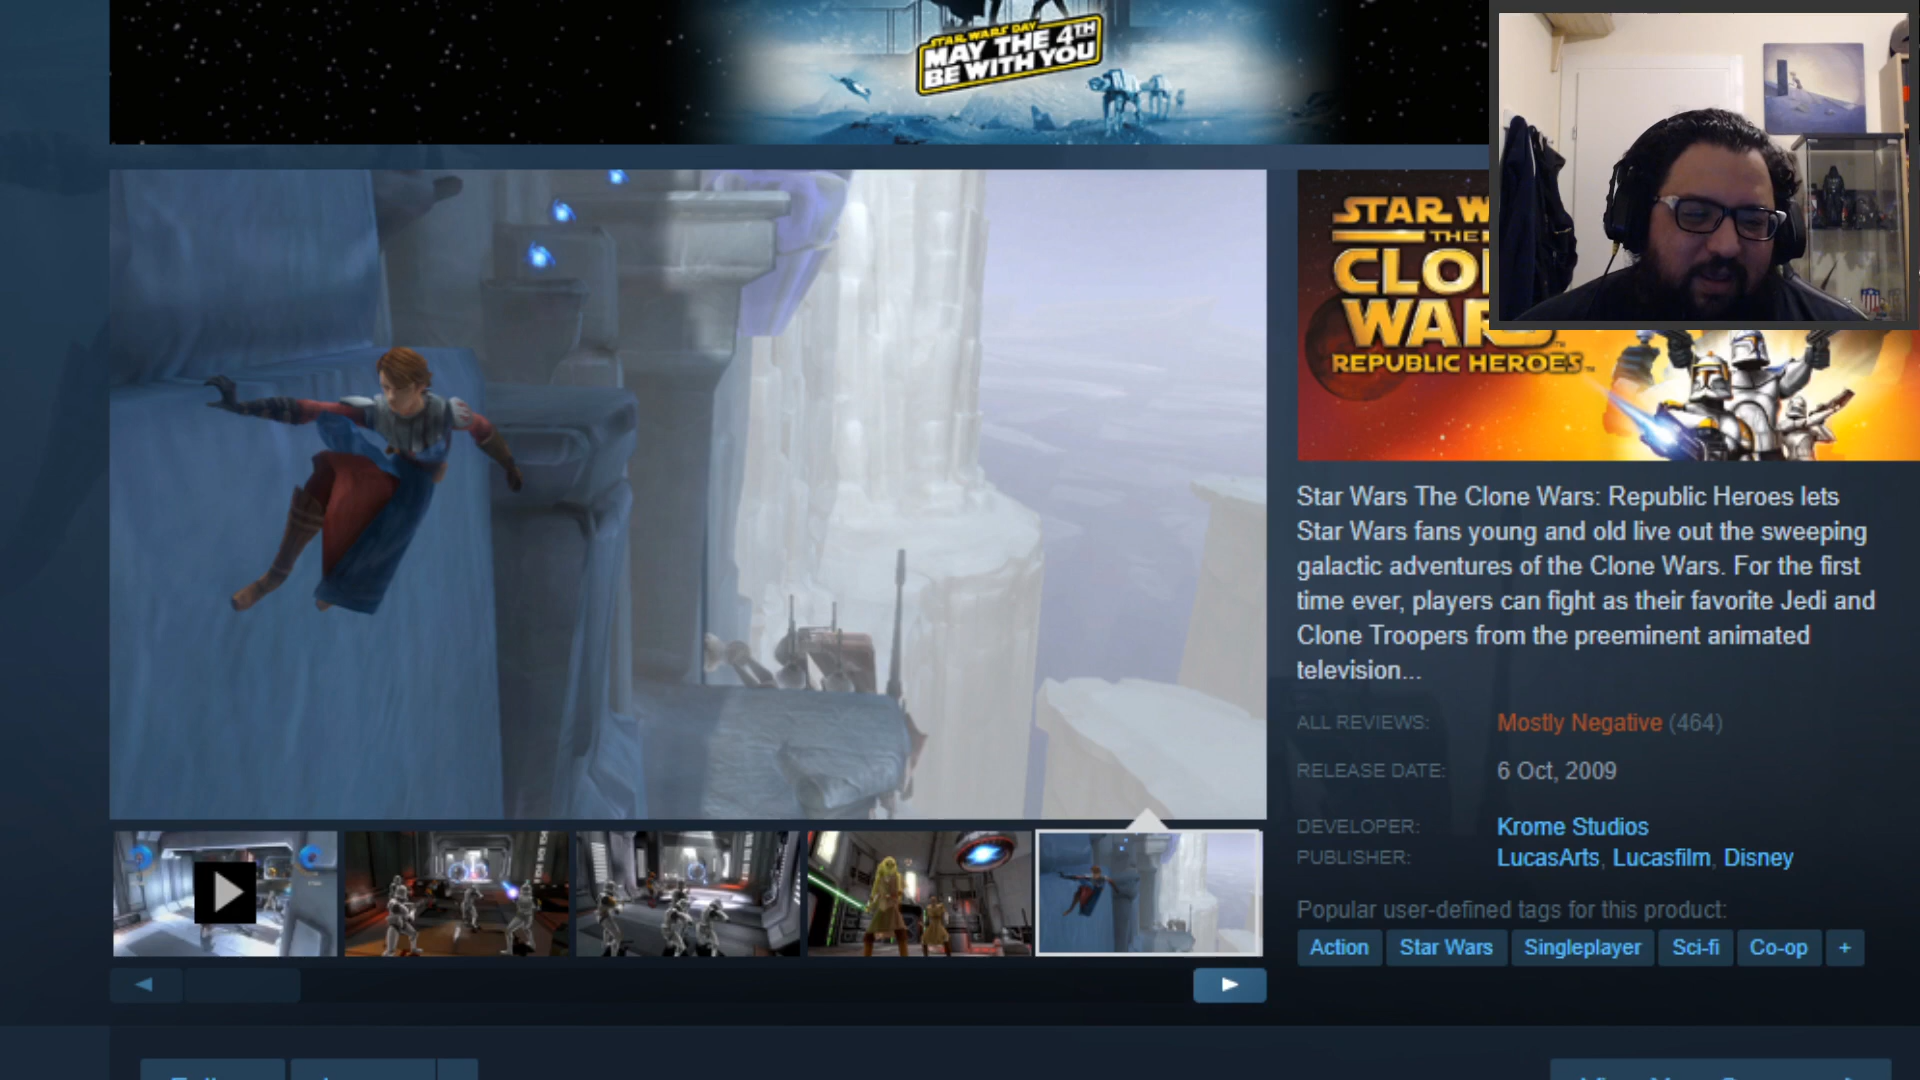 STAR WARS DAY
MAY THE 4TH
BE WITH YOU
STAR W
THE
CLO
WAR
REPUBLIC HEROES
Star Wars The Clone Wars: Republic Heroes lets
Star Wars fans young and old live out the sweeping
galactic adventures of the Clone Wars. For the first
time ever, players can fight as their favorite Jedi and
Clone Troopers from the preeminent animated
television...
ALL REVIEWS: Mostly Negative (464)
RELEASE DATE: 6 Oct, 2009
DEVELOPER: Krome Studios
PUBLISHER: LucasArts, Lucasfilm, Disney
Popular user-defined tags for this product:
Action Star Wars Singleplayer Sci-fi Co-op +